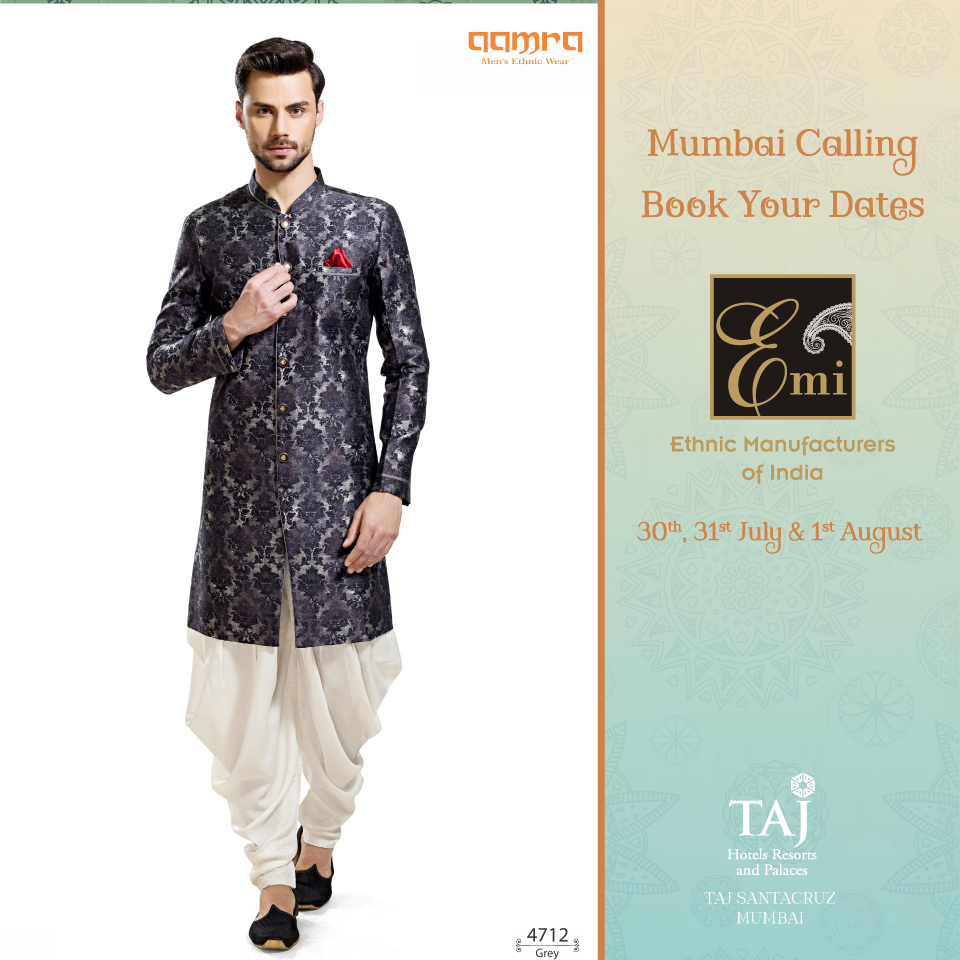 aamra
Men's Ethnic Wear
4712
Grey
Mumbai Calling
Book Your Dates
Emi
Ethnic Manufacturers
of India
30th, 31st July & 1st August
TAJ
Hotels Resorts
and Palaces
TAJ SANTACRUZ
MUMBAI